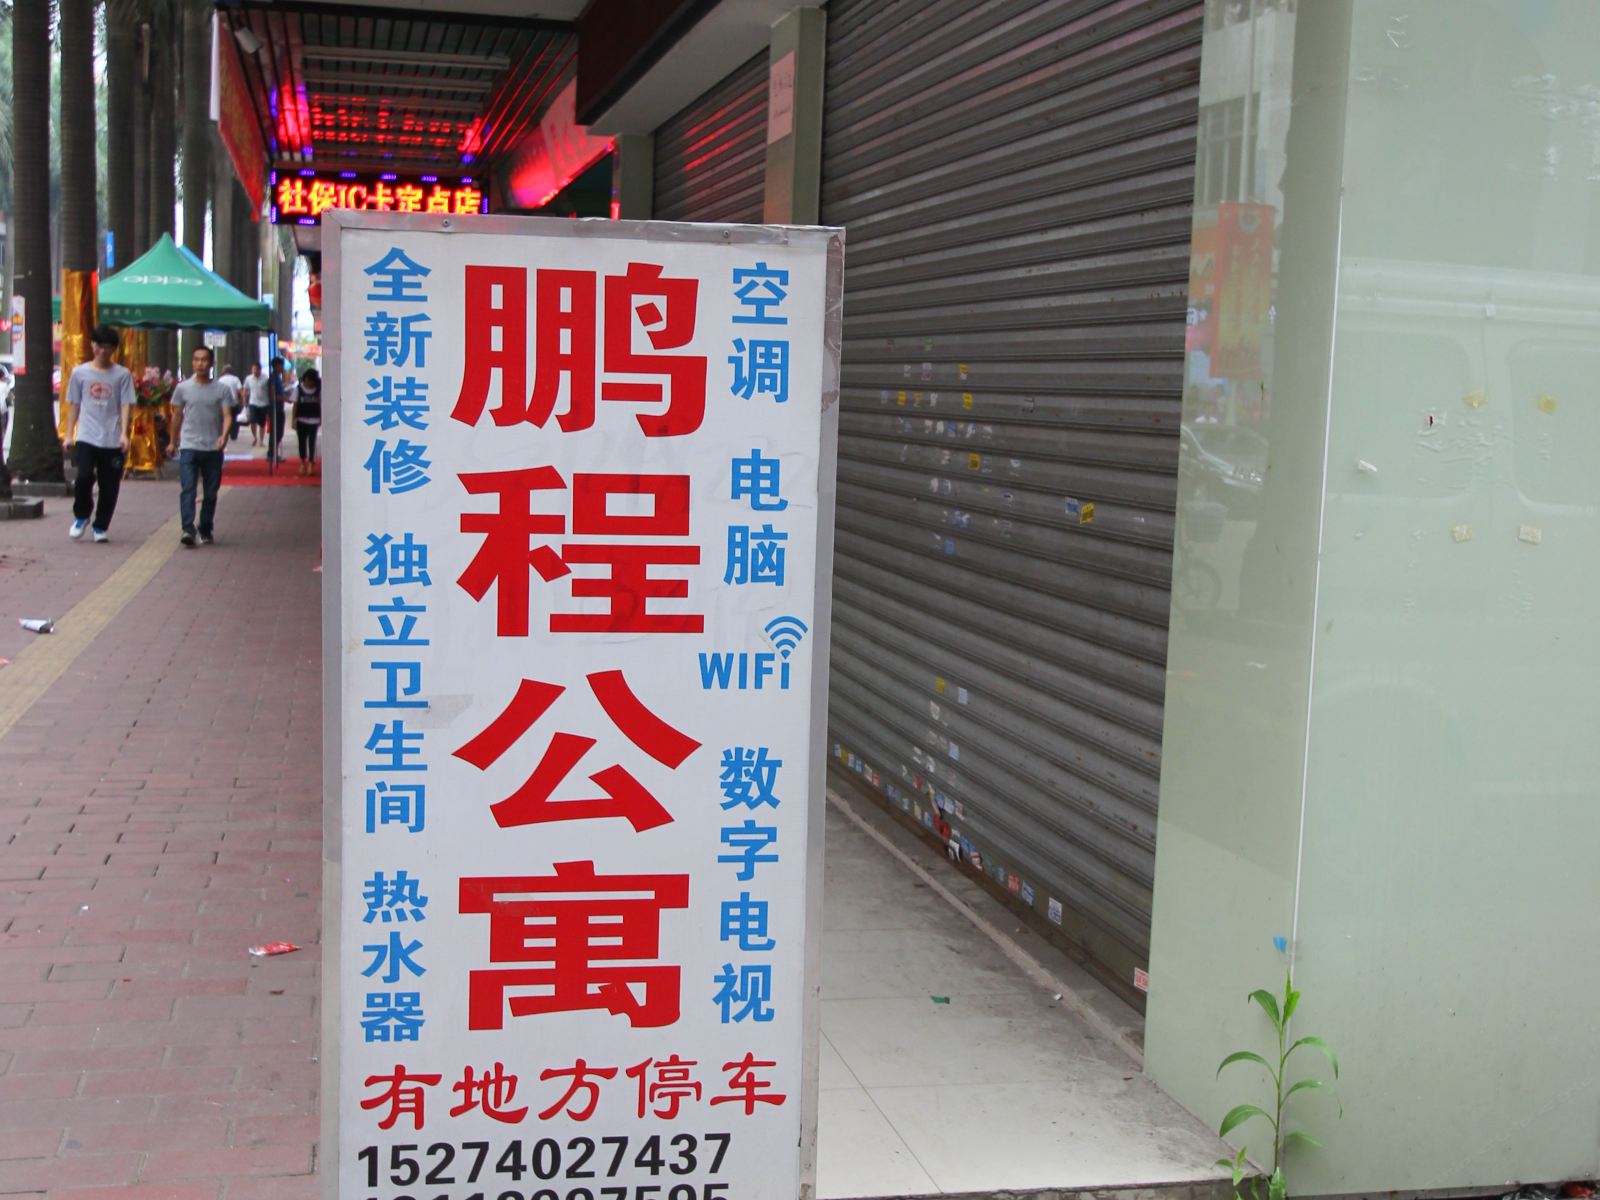 社保IC卡定点店
oppo
全新装修 独立卫生间 热水器
鹏程公寓
空调 电脑
WIFi
数字电视
有地方停车
15274027437